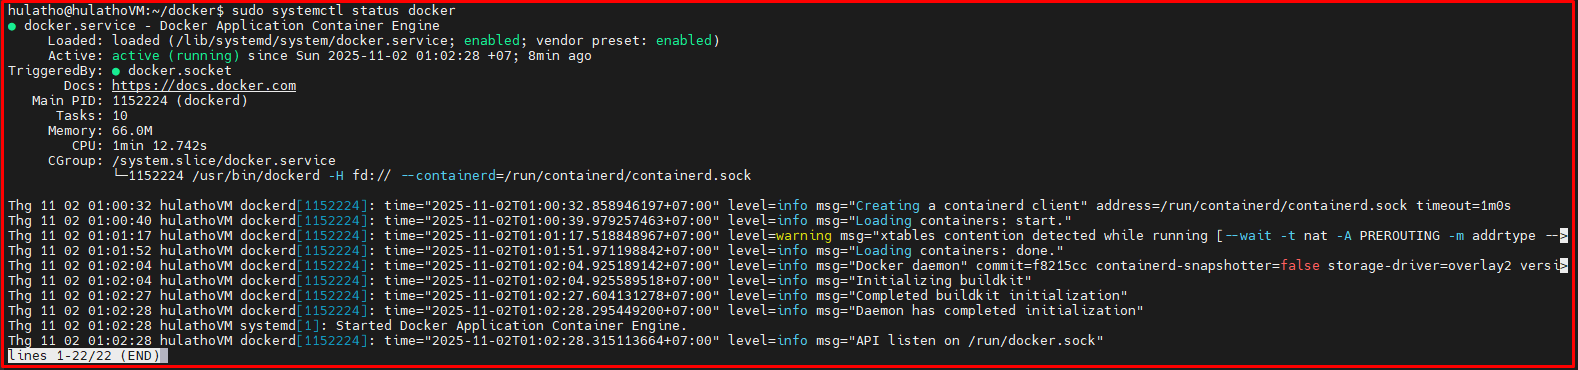 hulatho@hulathoVM:~/docker$ sudo systemctl status docker
● docker.service - Docker Application Container Engine
     Loaded: loaded (/lib/systemd/system/docker.service; enabled; vendor preset: enabled)
     Active: active (running) since Sun 2025-11-02 01:02:28 +07; 8min ago
TriggeredBy: ● docker.socket
       Docs: https://docs.docker.com
   Main PID: 1152224 (dockerd)
      Tasks: 10
     Memory: 66.0M
        CPU: 1min 12.742s
     CGroup: /system.slice/docker.service
             └─1152224 /usr/bin/dockerd -H fd:// --containerd=/run/containerd/containerd.sock

Thg 11 02 01:00:32 hulathoVM dockerd[1152224]: time="2025-11-02T01:00:32.858946197+07:00" level=info msg="Creating a containerd client" address=/run/containerd/containerd.sock timeout=1m0s
Thg 11 02 01:00:40 hulathoVM dockerd[1152224]: time="2025-11-02T01:00:39.979257463+07:00" level=info msg="Loading containers: start."
Thg 11 02 01:01:17 hulathoVM dockerd[1152224]: time="2025-11-02T01:01:17.518848967+07:00" level=warning msg="xtables contention detected while running [--wait -t nat -A PREROUTING -m addrtype -->
Thg 11 02 01:01:52 hulathoVM dockerd[1152224]: time="2025-11-02T01:01:51.971198842+07:00" level=info msg="Loading containers: done."
Thg 11 02 01:02:04 hulathoVM dockerd[1152224]: time="2025-11-02T01:02:04.925189142+07:00" level=info msg="Docker daemon" commit=f8215cc containerd-snapshotter=false storage-driver=overlay2 versi>
Thg 11 02 01:02:04 hulathoVM dockerd[1152224]: time="2025-11-02T01:02:04.925589518+07:00" level=info msg="Initializing buildkit"
Thg 11 02 01:02:27 hulathoVM dockerd[1152224]: time="2025-11-02T01:02:27.604131278+07:00" level=info msg="Completed buildkit initialization"
Thg 11 02 01:02:28 hulathoVM dockerd[1152224]: time="2025-11-02T01:02:28.295449200+07:00" level=info msg="Daemon has completed initialization"
Thg 11 02 01:02:28 hulathoVM systemd[1]: Started Docker Application Container Engine.
Thg 11 02 01:02:28 hulathoVM dockerd[1152224]: time="2025-11-02T01:02:28.315113664+07:00" level=info msg="API listen on /run/docker.sock"
lines 1-22/22 (END)